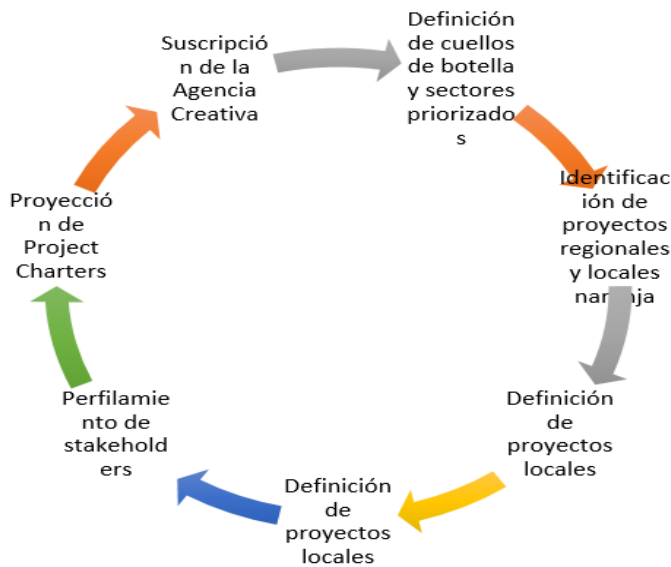 Suscripció
n de la
Agencia
Creativa
Definición
de cuellos
de botella
y sectores
priorizado
s
Identificac
ión de
proyectos
regionales
y locales
naranja
Definición
de
proyectos
locales
Definición
de
proyectos
locales
Perfilamie
nto de
stakehold
ers
Proyecció
n de
Project
Charters